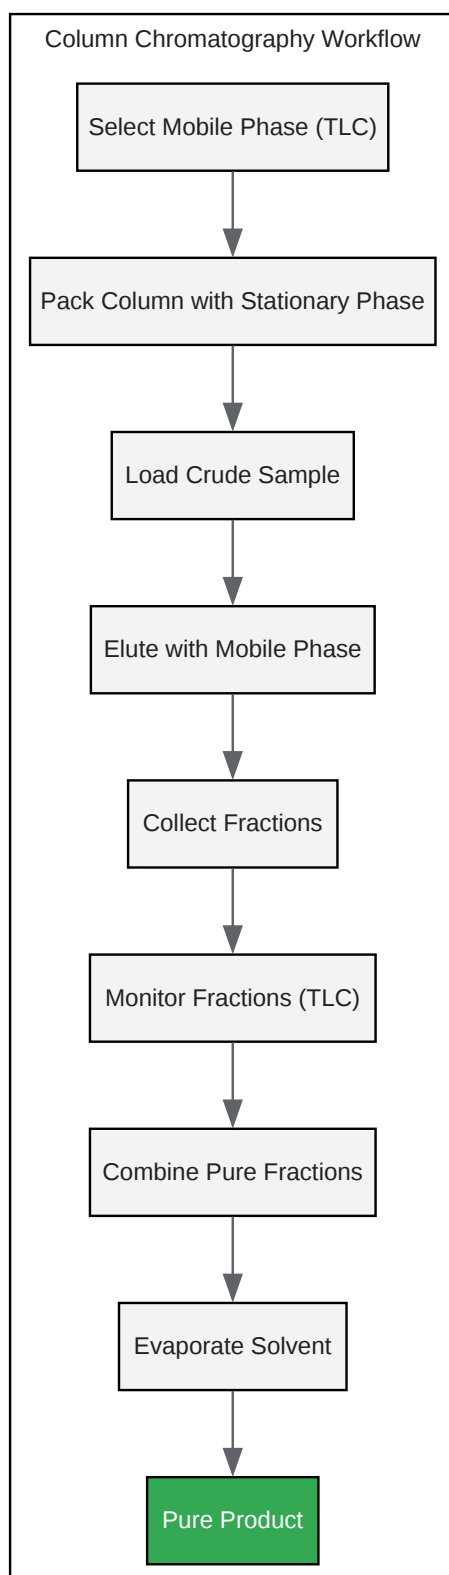 Column Chromatography Workflow
Select Mobile Phase (TLC)
Pack Column with Stationary Phase
Load Crude Sample
Elute with Mobile Phase
Collect Fractions
Monitor Fractions (TLC)
Combine Pure Fractions
Evaporate Solvent
Pure Product